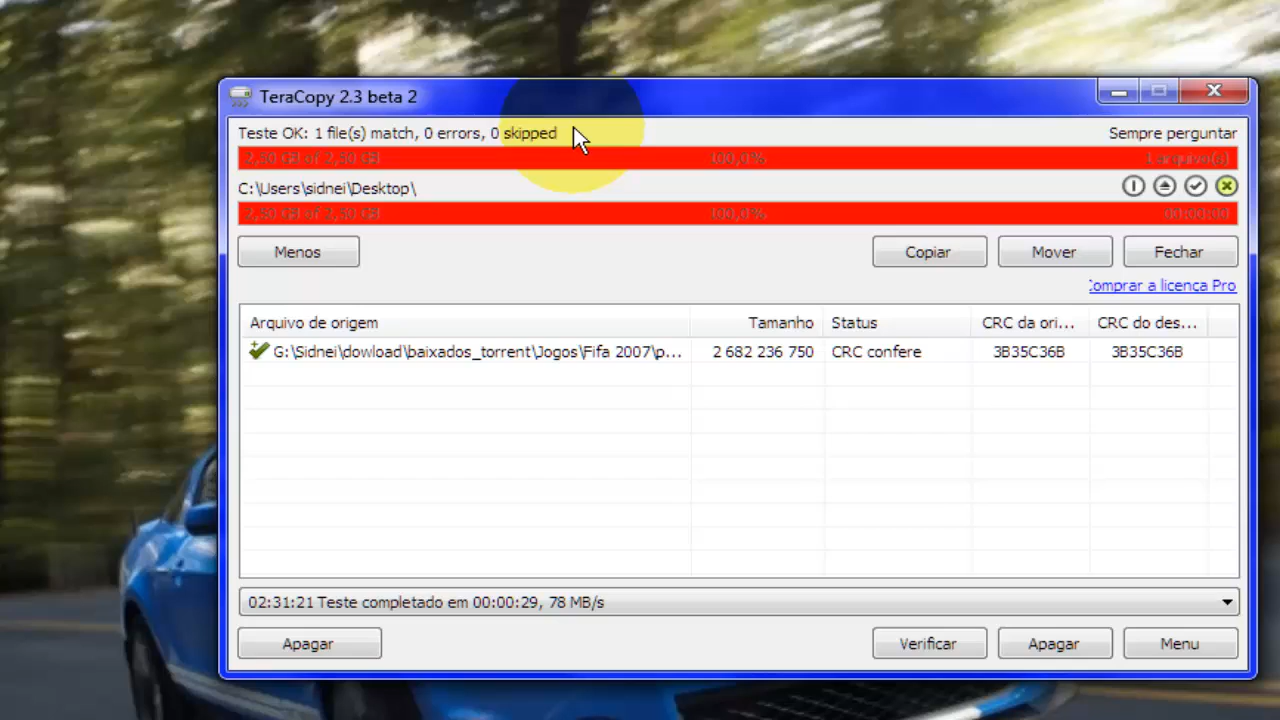 TeraCopy 2.3 beta 2
Teste OK: 1 file(s) match, 0 errors, 0 skipped Sempre perguntar
2,50 GB of 2,50 GB 100,0% 1 arquivo(s)
C:\Users\sidnei\Desktop\
2,50 GB of 2,50 GB 100,0% 00:00:00
Menos Copiar Mover Fechar
omprar a licença Pro
Arquivo de origem Tamanho Status CRC da ori... CRC do des...
G:\Sidnei\dowload\baixados_torrent\Jogos\Fifa 2007\p... 2 682 236 750 CRC confere 3B35C36B 3B35C36B
02:31:21 Teste completado em 00:00:29, 78 MB/s
Apagar Verificar Apagar Menu